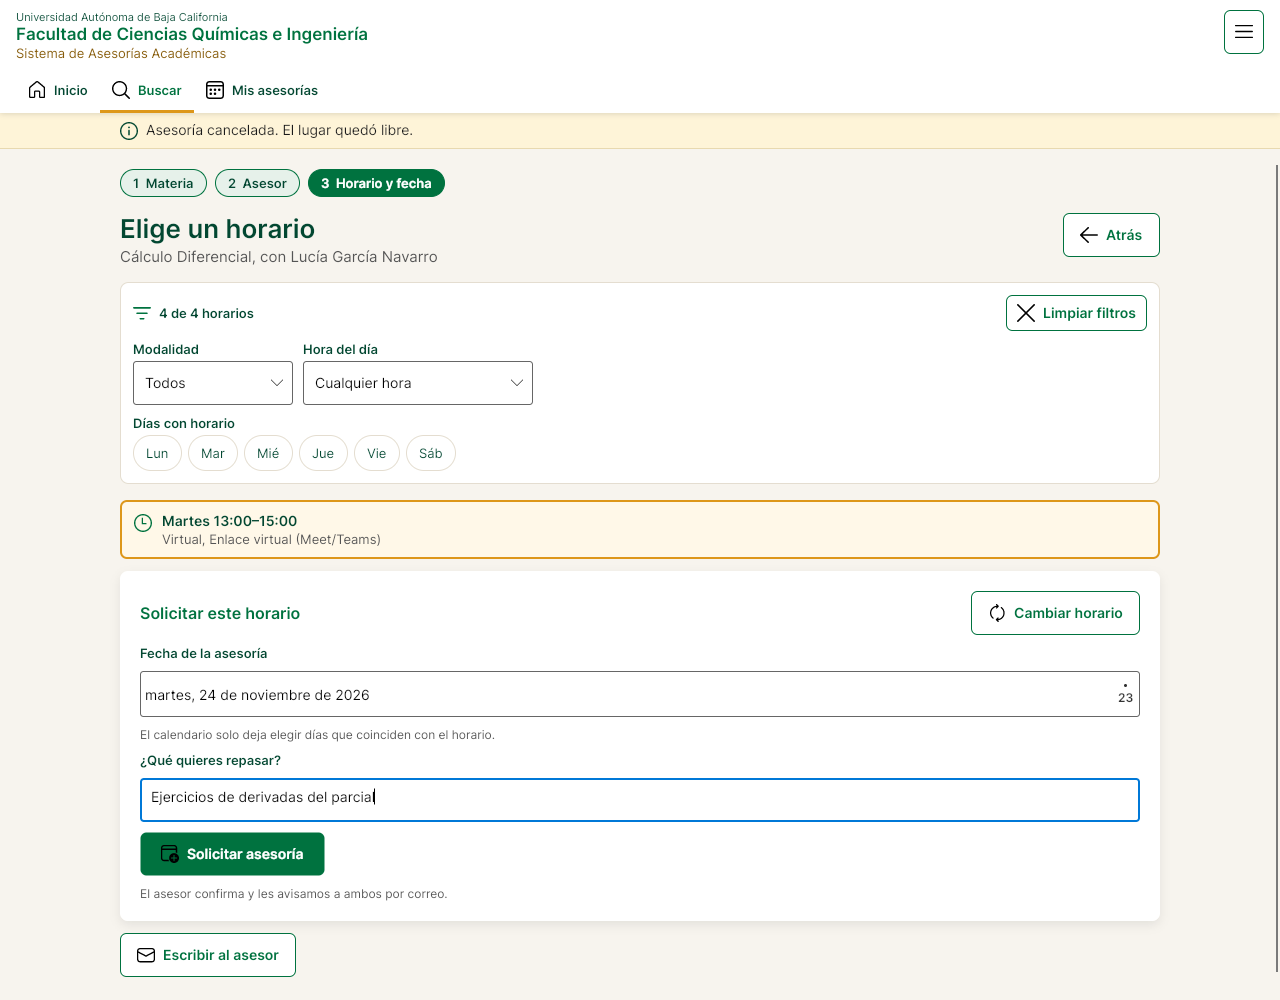 Universidad Autónoma de Baja California
Facultad de Ciencias Químicas e Ingeniería
Sistema de Asesorías Académicas
Inicio
Buscar
Mis asesorías
Asesoría cancelada. El lugar quedó libre.
1 Materia
2 Asesor
3 Horario y fecha
Elige un horario
Cálculo Diferencial, con Lucía García Navarro
Atrás
4 de 4 horarios
Limpiar filtros
Modalidad
Hora del día
Todos
Cualquier hora
Días con horario
Lun
Mar
Mié
Jue
Vie
Sáb
Martes 13:00–15:00
Virtual, Enlace virtual (Meet/Teams)
Solicitar este horario
Cambiar horario
Fecha de la asesoría
martes, 24 de noviembre de 2026
23
El calendario solo deja elegir días que coinciden con el horario.
¿Qué quieres repasar?
Ejercicios de derivadas del parcial
Solicitar asesoría
El asesor confirma y les avisamos a ambos por correo.
Escribir al asesor